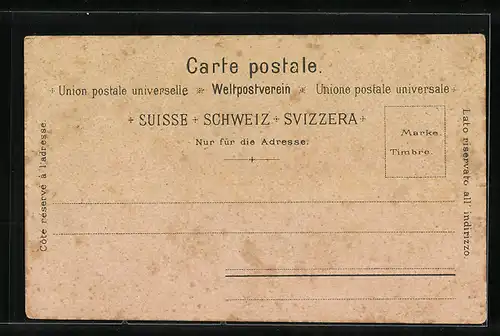 Carte postale.
Union postale universelle ✳ Weltpostverein ✳ Unione postale universale
+ SUISSE + SCHWEIZ + SVIZZERA +
Nur für die Adresse.
Marke.
Timbre.
Côte réservé à l'adresse.
Lato riservato all' indirizzo.